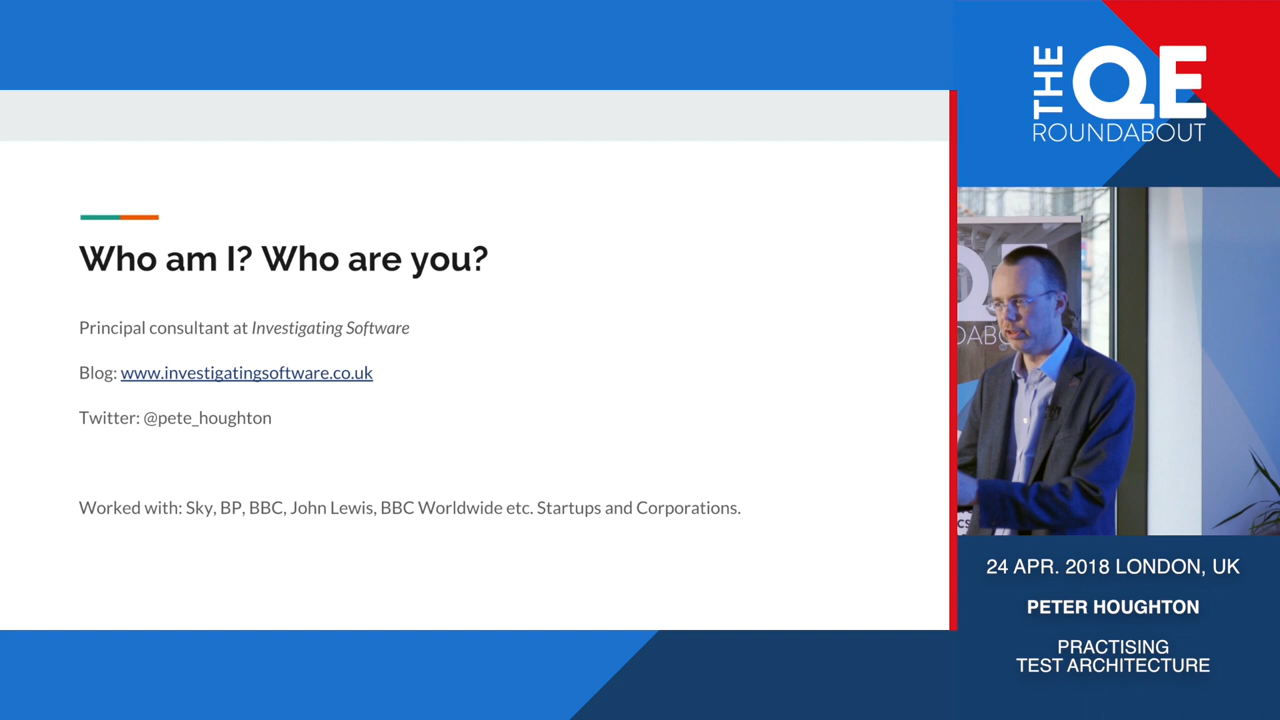 Who am I? Who are you?
Principal consultant at Investigating Software
Blog: www.investigatingsoftware.co.uk
Twitter: @pete_houghton
Worked with: Sky, BP, BBC, John Lewis, BBC Worldwide etc. Startups and Corporations.
THE QE
ROUNDABOUT
24 APR. 2018 LONDON, UK
PETER HOUGHTON
PRACTISING
TEST ARCHITECTURE